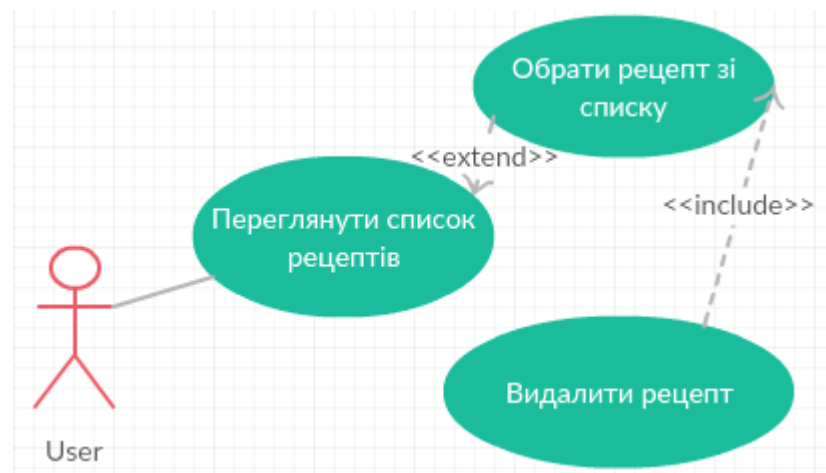 Обрати рецепт зі
списку
<<extend>>
<<include>>
Переглянути список
рецептів
Видалити рецепт
User